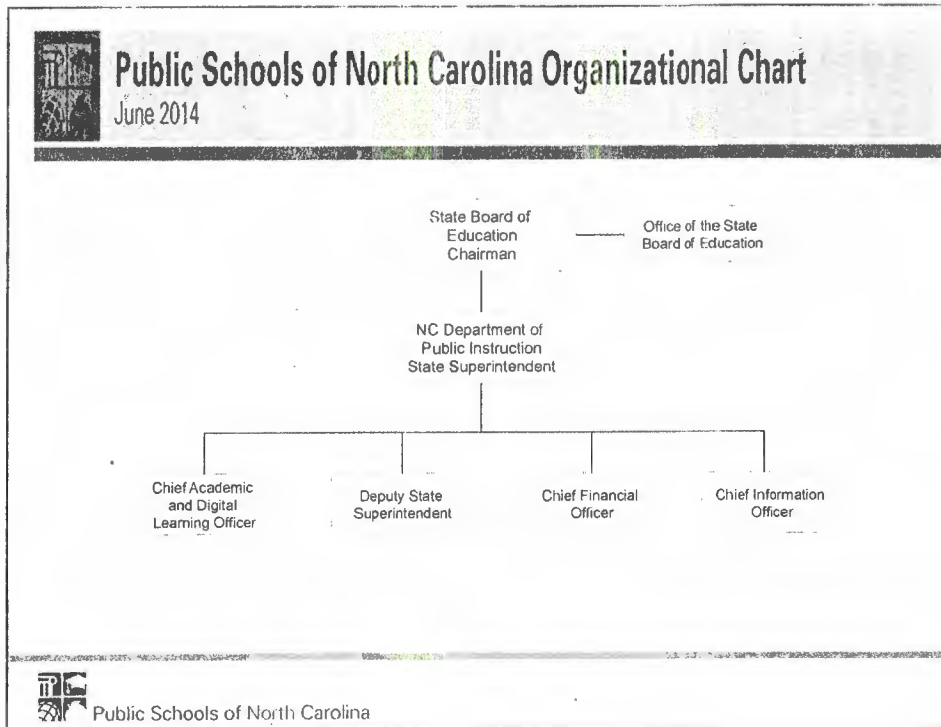 Public Schools of North Carolina Organizational Chart
June 2014
State Board of
Education
Chairman
Office of the State
Board of Education
NC Department of
Public Instruction
State Superintendent
Chief Academic
and Digital
Learning Officer
Deputy State
Superintendent
Chief Financial
Officer
Chief Information
Officer
Public Schools of North Carolina